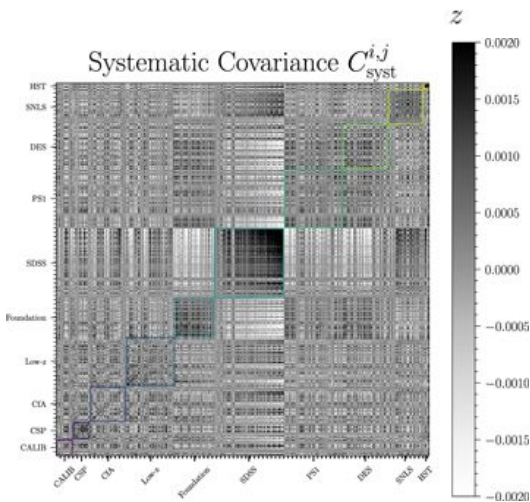 z
Systematic Covariance C^{i,j}_{syst}
HST
SNLS
DES
PS1
SDSS
Foundation
Low-z
CfA
CSP
CALIB
CALIB
CSP
CfA
Low-z
Foundation
SDSS
PS1
DES
SNLS
HST
0.0020
0.0015
0.0010
0.0005
0.0000
−0.0005
−0.0010
−0.0015
−0.0020